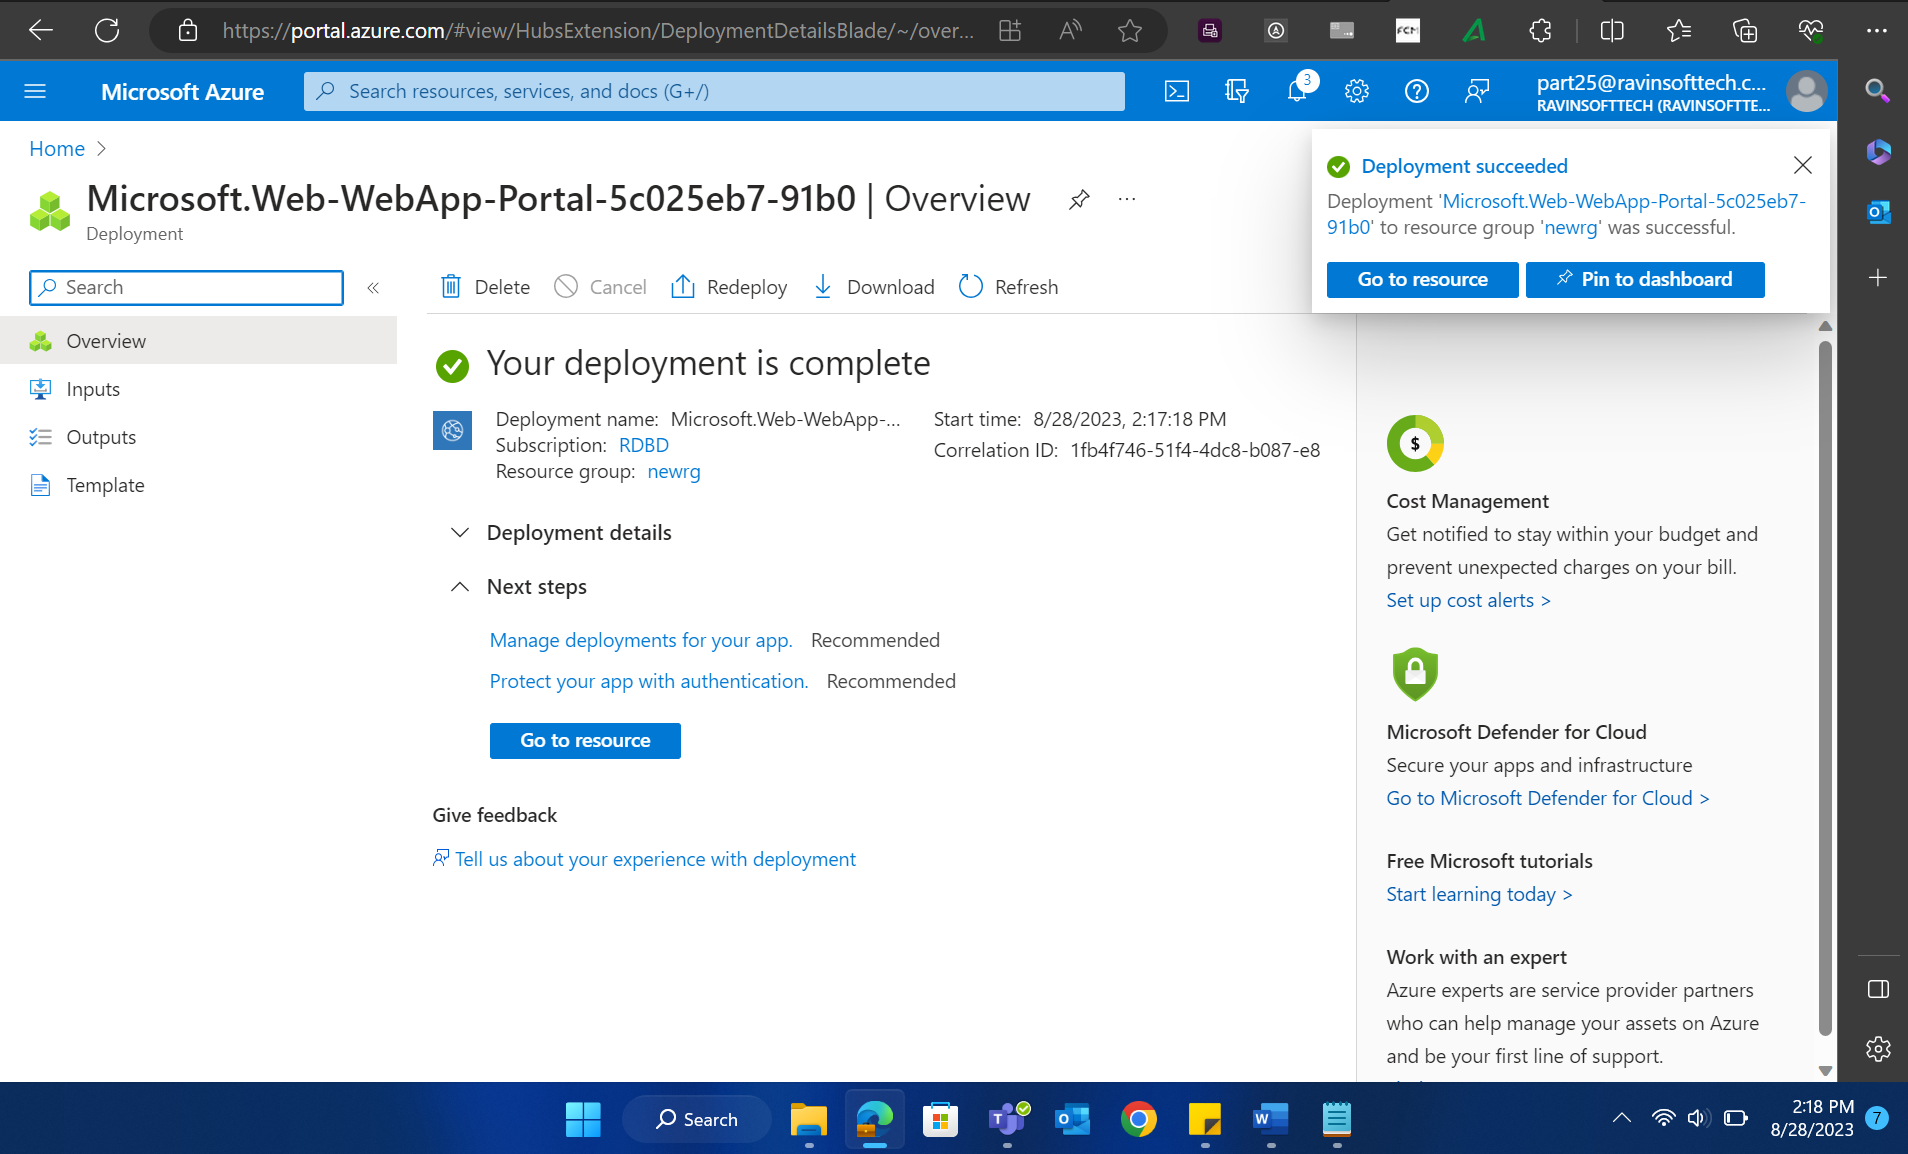 https://portal.azure.com/#view/HubsExtension/DeploymentDetailsBlade/~/over...
FCM
Microsoft Azure
Search resources, services, and docs (G+/)
3
part25@ravinsofttech.c...
RAVINSOFTTECH (RAVINSOFTTE...
Home
Microsoft.Web-WebApp-Portal-5c025eb7-91b0 | Overview
Deployment
Deployment succeeded
Deployment 'Microsoft.Web-WebApp-Portal-5c025eb7-
91b0' to resource group 'newrg' was successful.
Go to resource
Pin to dashboard
Search
Delete
Cancel
Redeploy
Download
Refresh
Overview
Inputs
Outputs
Template
Your deployment is complete
Deployment name: Microsoft.Web-WebApp-...
Subscription: RDBD
Resource group: newrg
Start time: 8/28/2023, 2:17:18 PM
Correlation ID: 1fb4f746-51f4-4dc8-b087-e8
Deployment details
Next steps
Manage deployments for your app. Recommended
Protect your app with authentication. Recommended
Go to resource
Give feedback
Tell us about your experience with deployment
Cost Management
Get notified to stay within your budget and
prevent unexpected charges on your bill.
Set up cost alerts >
Microsoft Defender for Cloud
Secure your apps and infrastructure
Go to Microsoft Defender for Cloud >
Free Microsoft tutorials
Start learning today >
Work with an expert
Azure experts are service provider partners
who can help manage your assets on Azure
and be your first line of support.
Search
2:18 PM
8/28/2023
7